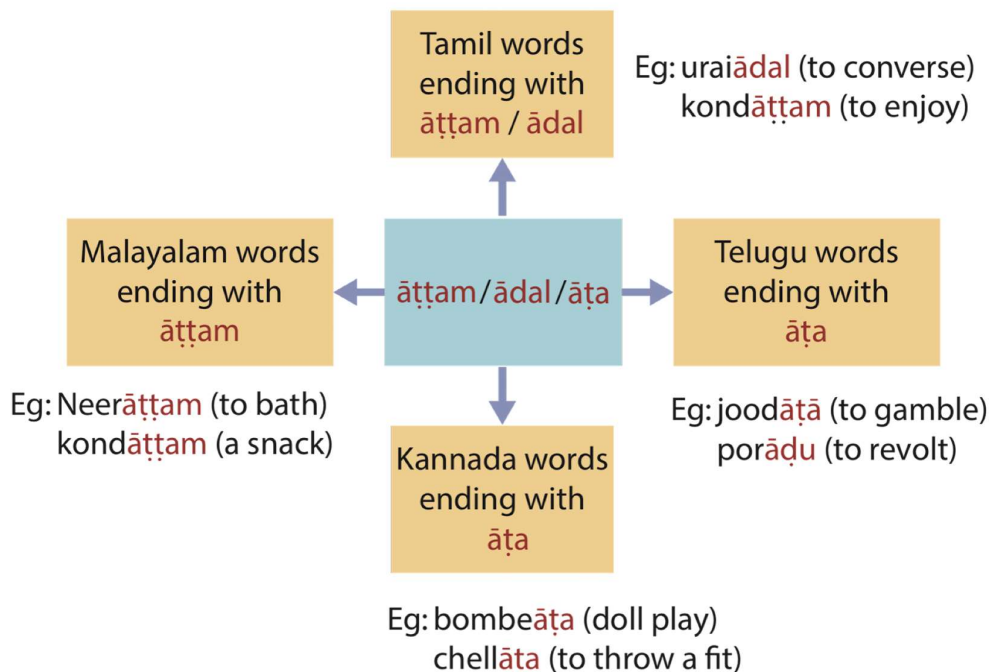 Tamil words
ending with
āṭṭam / ādal
Eg: uraiādal (to converse)
kondāṭṭam (to enjoy)
Malayalam words
ending with
āṭṭam
Eg: Neerāṭṭam (to bath)
kondāṭṭam (a snack)
āṭṭam/ādal/āṭa
Telugu words
ending with
āṭa
Eg: joodāṭā (to gamble)
porāḍu (to revolt)
Kannada words
ending with
āṭa
Eg: bombeāṭa (doll play)
chellāta (to throw a fit)